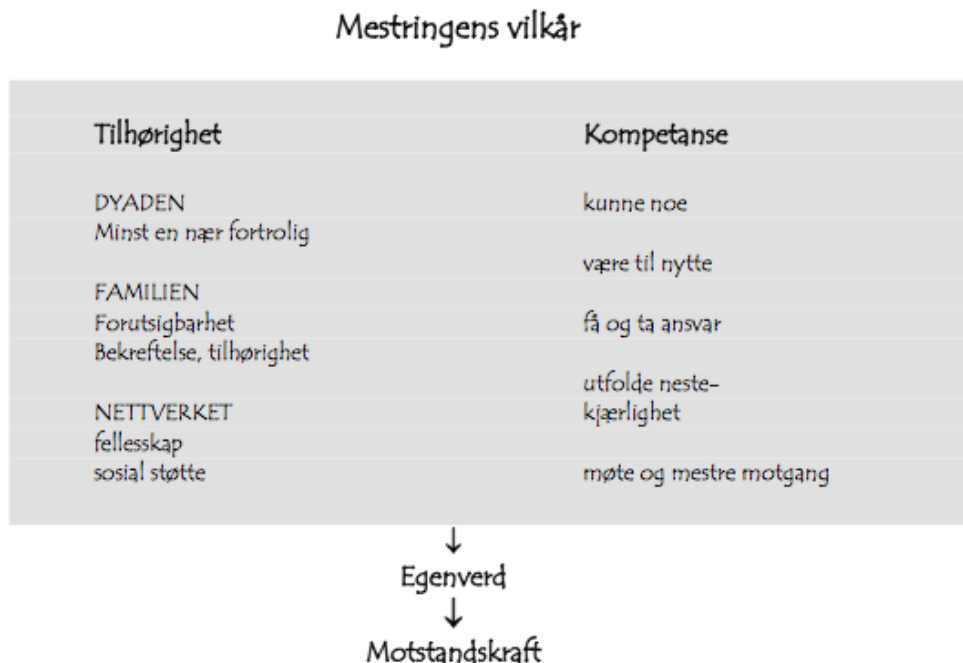 Mestringens vilkår
Tilhørighet
DYADEN
Minst en nær fortrolig
FAMILIEN
Forutsigbarhet
Bekreftelse, tilhørighet
NETTVERKET
fellesskap
sosial støtte
Kompetanse
kunne noe
være til nytte
få og ta ansvar
utfolde neste-
kjærlighet
møte og mestre motgang
↓
Egenverd
↓
Motstandskraft